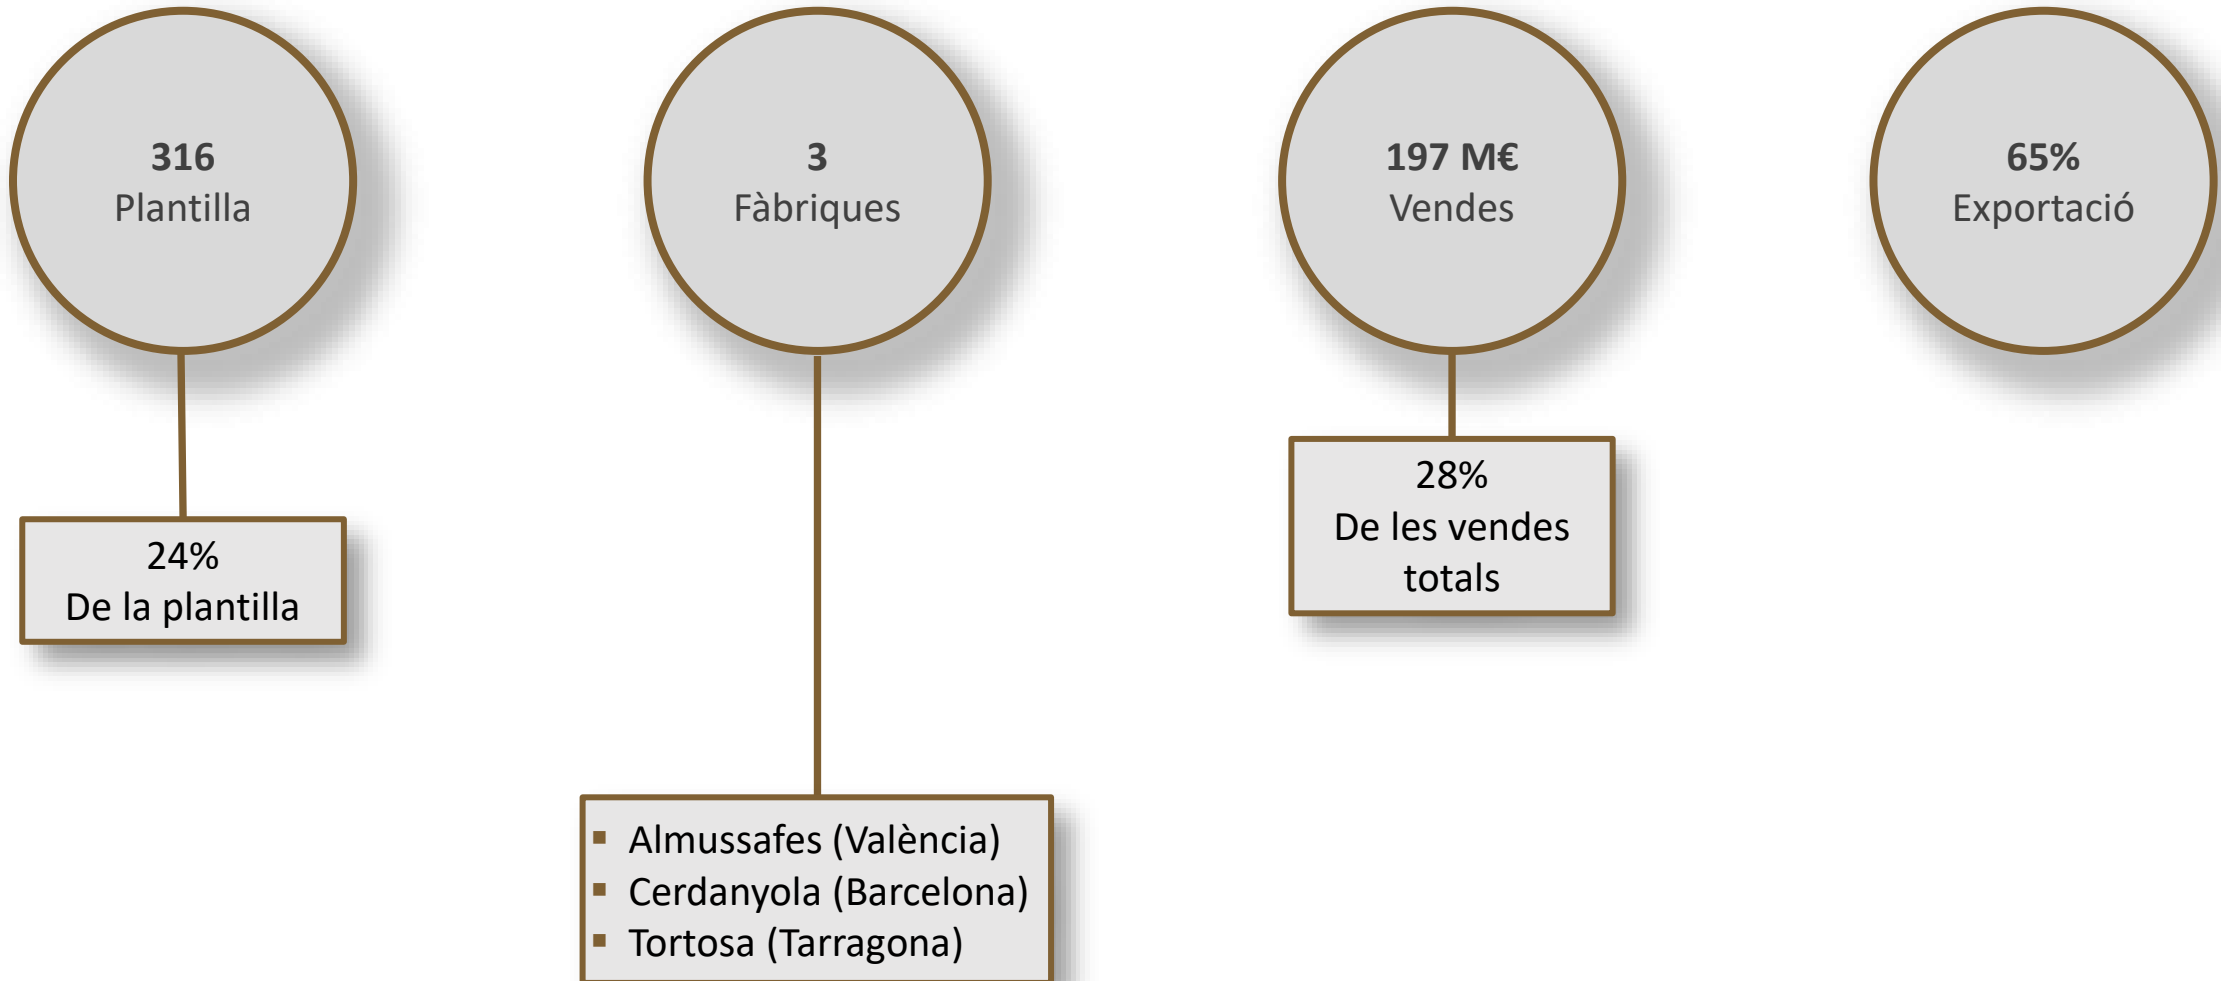 316
Plantilla
24%
De la plantilla
3
Fàbriques
▪ Almussafes (València)
▪ Cerdanyola (Barcelona)
▪ Tortosa (Tarragona)
197 M€
Vendes
28%
De les vendes
totals
65%
Exportació